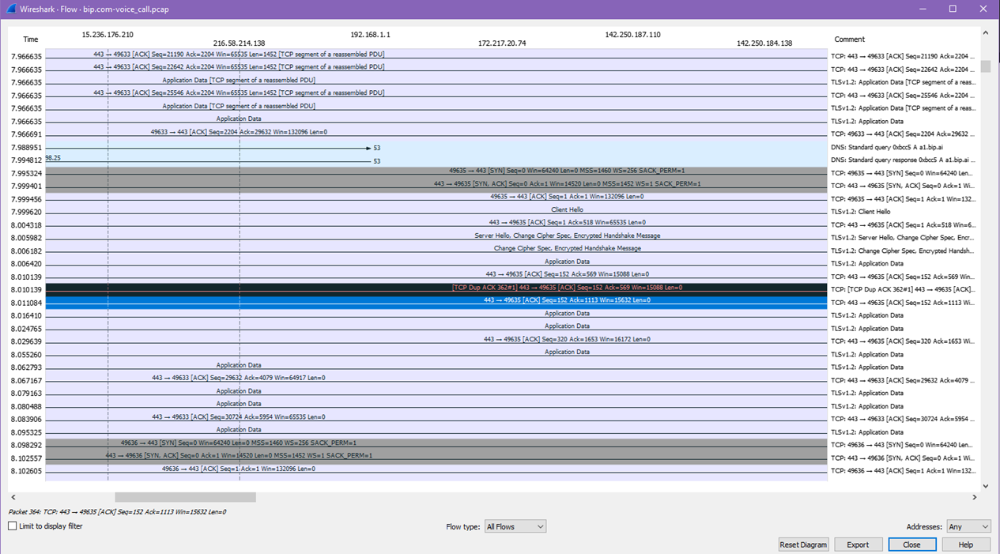 Wireshark · Flow · bip.com-voice_call.pcap
Time 15.236.176.210 216.58.214.138 192.168.1.1 172.217.20.74 142.250.187.110 142.250.184.138 Comment
7.966635 443 → 49633 [ACK] Seq=21190 Ack=2204 Win=65535 Len=1452 [TCP segment of a reassembled PDU] TCP: 443 → 49633 [ACK] Seq=21190 Ack=2204 ...
7.966635 443 → 49633 [ACK] Seq=22642 Ack=2204 Win=65535 Len=1452 [TCP segment of a reassembled PDU] TCP: 443 → 49633 [ACK] Seq=22642 Ack=2204 ...
7.966635 Application Data [TCP segment of a reassembled PDU] TLSv1.2: Application Data [TCP segment of a reas...
7.966635 443 → 49633 [ACK] Seq=25546 Ack=2204 Win=65535 Len=1452 [TCP segment of a reassembled PDU] TCP: 443 → 49633 [ACK] Seq=25546 Ack=2204 ...
7.966635 Application Data [TCP segment of a reassembled PDU] TLSv1.2: Application Data [TCP segment of a reas...
7.966635 Application Data TLSv1.2: Application Data
7.966691 49633 → 443 [ACK] Seq=2204 Ack=29632 Win=132096 Len=0 TCP: 49633 → 443 [ACK] Seq=2204 Ack=29632 ...
7.988951 53 DNS: Standard query 0xbcc5 A a1.bip.ai
7.994812 98.25 53 DNS: Standard query response 0xbcc5 A a1.bip.ai ...
7.995324 49635 → 443 [SYN] Seq=0 Win=64240 Len=0 MSS=1460 WS=256 SACK_PERM=1 TCP: 49635 → 443 [SYN] Seq=0 Win=64240 Len...
7.999401 443 → 49635 [SYN, ACK] Seq=0 Ack=1 Win=14520 Len=0 MSS=1452 WS=1 SACK_PERM=1 TCP: 443 → 49635 [SYN, ACK] Seq=0 Ack=1 Wi...
7.999456 49635 → 443 [ACK] Seq=1 Ack=1 Win=132096 Len=0 TCP: 49635 → 443 [ACK] Seq=1 Ack=1 Win=132...
7.999620 Client Hello TLSv1.2: Client Hello
8.004318 443 → 49635 [ACK] Seq=1 Ack=518 Win=65535 Len=0 TCP: 443 → 49635 [ACK] Seq=1 Ack=518 Win=6...
8.005982 Server Hello, Change Cipher Spec, Encrypted Handshake Message TLSv1.2: Server Hello, Change Cipher Spec, Encr...
8.006182 Change Cipher Spec, Encrypted Handshake Message TLSv1.2: Change Cipher Spec, Encrypted Handsh...
8.006420 Application Data TLSv1.2: Application Data
8.010139 443 → 49635 [ACK] Seq=152 Ack=569 Win=15088 Len=0 TCP: 443 → 49635 [ACK] Seq=152 Ack=569 Win...
8.010139 [TCP Dup ACK 362#1] 443 → 49635 [ACK] Seq=152 Ack=569 Win=15088 Len=0 TCP: [TCP Dup ACK 362#1] 443 → 49635 [ACK]...
8.011084 443 → 49635 [ACK] Seq=152 Ack=1113 Win=15632 Len=0 TCP: 443 → 49635 [ACK] Seq=152 Ack=1113 Wi...
8.016410 Application Data TLSv1.2: Application Data
8.024765 Application Data TLSv1.2: Application Data
8.029639 443 → 49635 [ACK] Seq=320 Ack=1653 Win=16172 Len=0 TCP: 443 → 49635 [ACK] Seq=320 Ack=1653 Wi...
8.055260 Application Data TLSv1.2: Application Data
8.062793 Application Data TLSv1.2: Application Data
8.067167 443 → 49633 [ACK] Seq=29632 Ack=4079 Win=64917 Len=0 TCP: 443 → 49633 [ACK] Seq=29632 Ack=4079 ...
8.079163 Application Data TLSv1.2: Application Data
8.080488 Application Data TLSv1.2: Application Data
8.083906 443 → 49633 [ACK] Seq=30724 Ack=5954 Win=65535 Len=0 TCP: 443 → 49633 [ACK] Seq=30724 Ack=5954 ...
8.095325 Application Data TLSv1.2: Application Data
8.098292 49636 → 443 [SYN] Seq=0 Win=64240 Len=0 MSS=1460 WS=256 SACK_PERM=1 TCP: 49636 → 443 [SYN] Seq=0 Win=64240 Len...
8.102557 443 → 49636 [SYN, ACK] Seq=0 Ack=1 Win=14520 Len=0 MSS=1452 WS=1 SACK_PERM=1 TCP: 443 → 49636 [SYN, ACK] Seq=0 Ack=1 Wi...
8.102605 49636 → 443 [ACK] Seq=1 Ack=1 Win=132096 Len=0 TCP: 49636 → 443 [ACK] Seq=1 Ack=1 Win=132...
Packet 364: TCP: 443 → 49635 [ACK] Seq=152 Ack=1113 Win=15632 Len=0
Limit to display filter Flow type: All Flows Addresses: Any
Reset Diagram Export Close Help